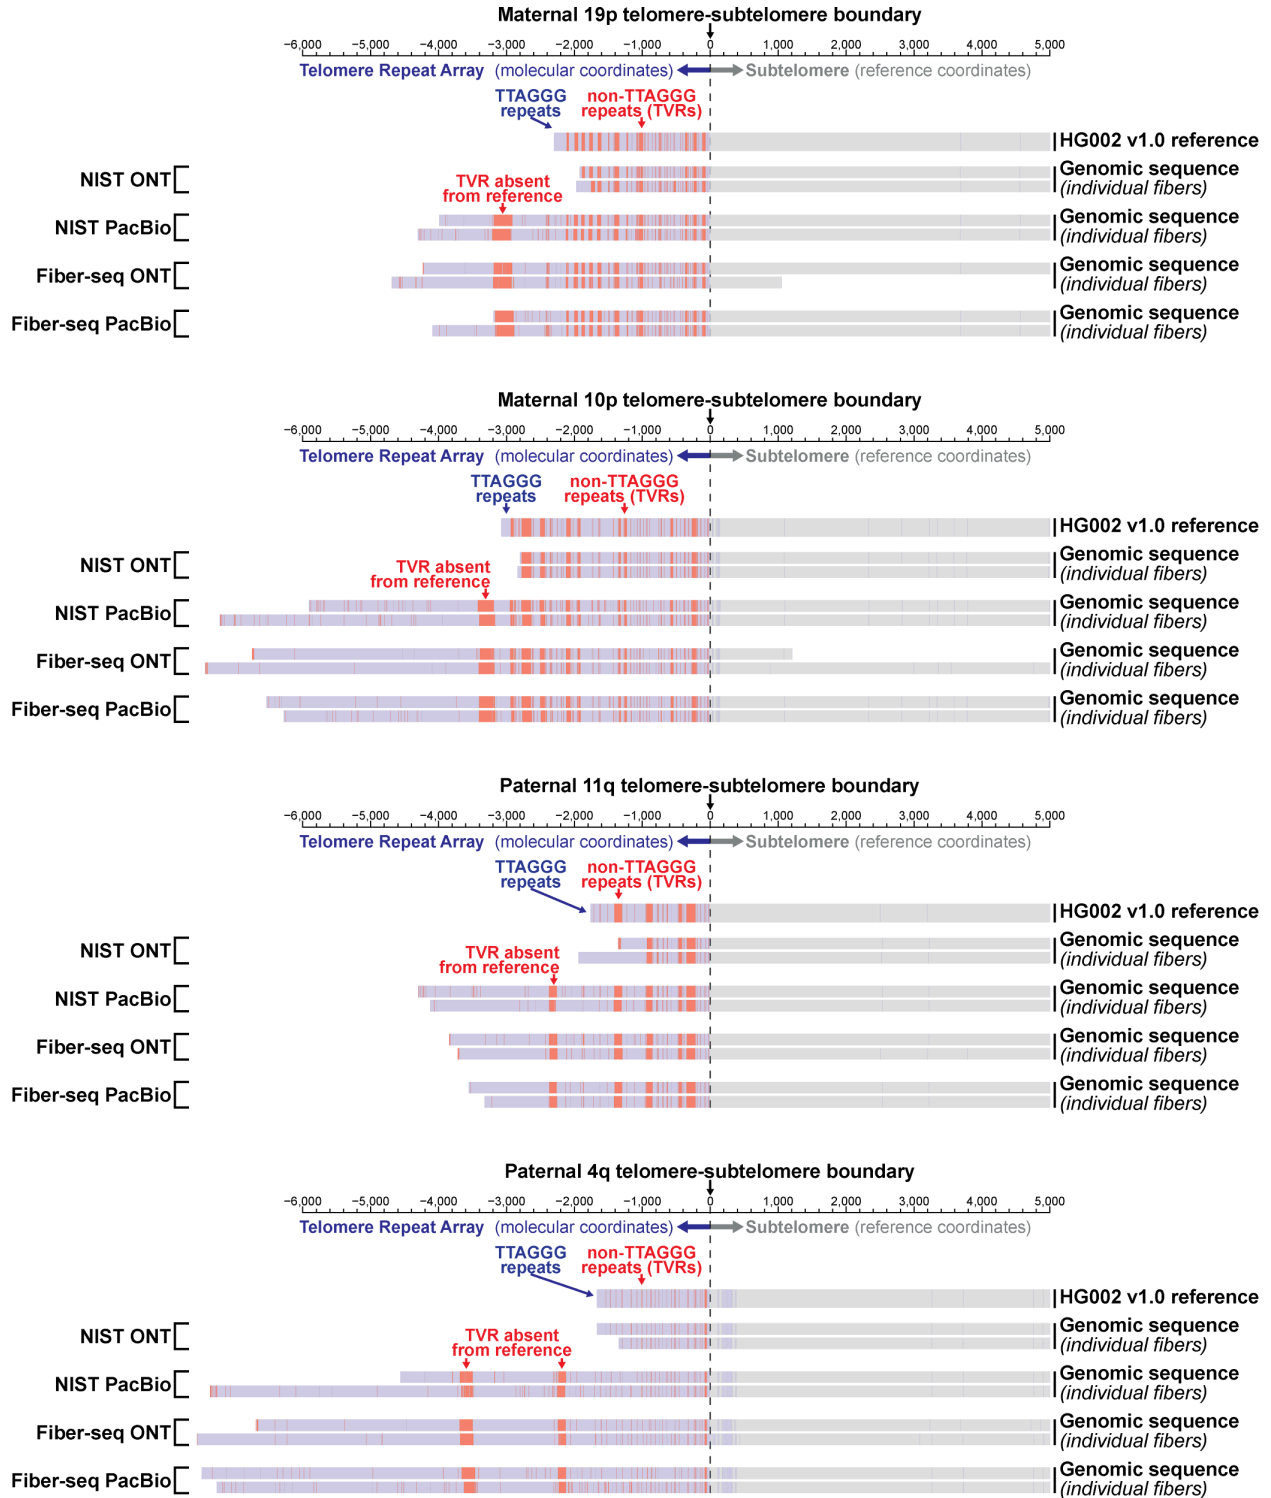 Maternal 19p telomere-subtelomere boundary
−6,000 −5,000 −4,000 −3,000 −2,000 −1,000 0 1,000 2,000 3,000 4,000 5,000
Telomere Repeat Array (molecular coordinates) Subtelomere (reference coordinates)
TTAGGG non-TTAGGG
repeats repeats (TVRs)
HG002 v1.0 reference
NIST ONT
Genomic sequence
(individual fibers)
TVR absent
from reference
NIST PacBio
Genomic sequence
(individual fibers)
Fiber-seq ONT
Genomic sequence
(individual fibers)
Fiber-seq PacBio
Genomic sequence
(individual fibers)
Maternal 10p telomere-subtelomere boundary
−6,000 −5,000 −4,000 −3,000 −2,000 −1,000 0 1,000 2,000 3,000 4,000 5,000
Telomere Repeat Array (molecular coordinates) Subtelomere (reference coordinates)
TTAGGG non-TTAGGG
repeats repeats (TVRs)
HG002 v1.0 reference
NIST ONT
Genomic sequence
(individual fibers)
TVR absent
from reference
NIST PacBio
Genomic sequence
(individual fibers)
Fiber-seq ONT
Genomic sequence
(individual fibers)
Fiber-seq PacBio
Genomic sequence
(individual fibers)
Paternal 11q telomere-subtelomere boundary
−6,000 −5,000 −4,000 −3,000 −2,000 −1,000 0 1,000 2,000 3,000 4,000 5,000
Telomere Repeat Array (molecular coordinates) Subtelomere (reference coordinates)
TTAGGG non-TTAGGG
repeats repeats (TVRs)
HG002 v1.0 reference
NIST ONT
Genomic sequence
(individual fibers)
TVR absent
from reference
NIST PacBio
Genomic sequence
(individual fibers)
Fiber-seq ONT
Genomic sequence
(individual fibers)
Fiber-seq PacBio
Genomic sequence
(individual fibers)
Paternal 4q telomere-subtelomere boundary
−6,000 −5,000 −4,000 −3,000 −2,000 −1,000 0 1,000 2,000 3,000 4,000 5,000
Telomere Repeat Array (molecular coordinates) Subtelomere (reference coordinates)
TTAGGG non-TTAGGG
repeats repeats (TVRs)
HG002 v1.0 reference
NIST ONT
Genomic sequence
(individual fibers)
TVR absent
from reference
NIST PacBio
Genomic sequence
(individual fibers)
Fiber-seq ONT
Genomic sequence
(individual fibers)
Fiber-seq PacBio
Genomic sequence
(individual fibers)